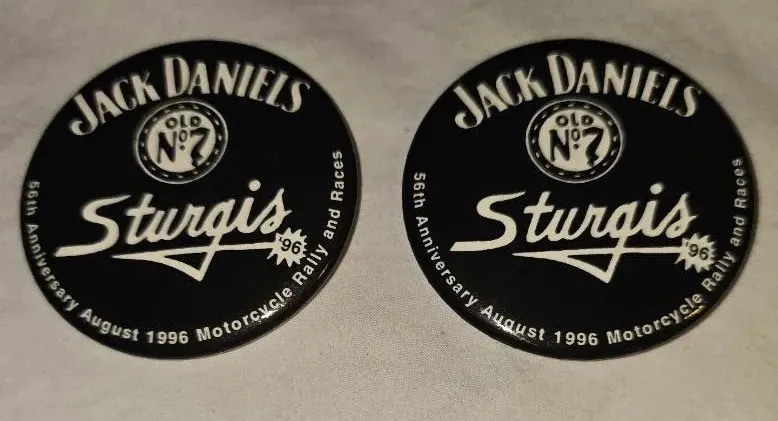 JACK DANIELS
OLD
No. 7
Sturgis
'96
56th Anniversary August 1996 Motorcycle Rally and Races
JACK DANIELS
OLD
No. 7
Sturgis
'96
56th Anniversary August 1996 Motorcycle Rally and Races